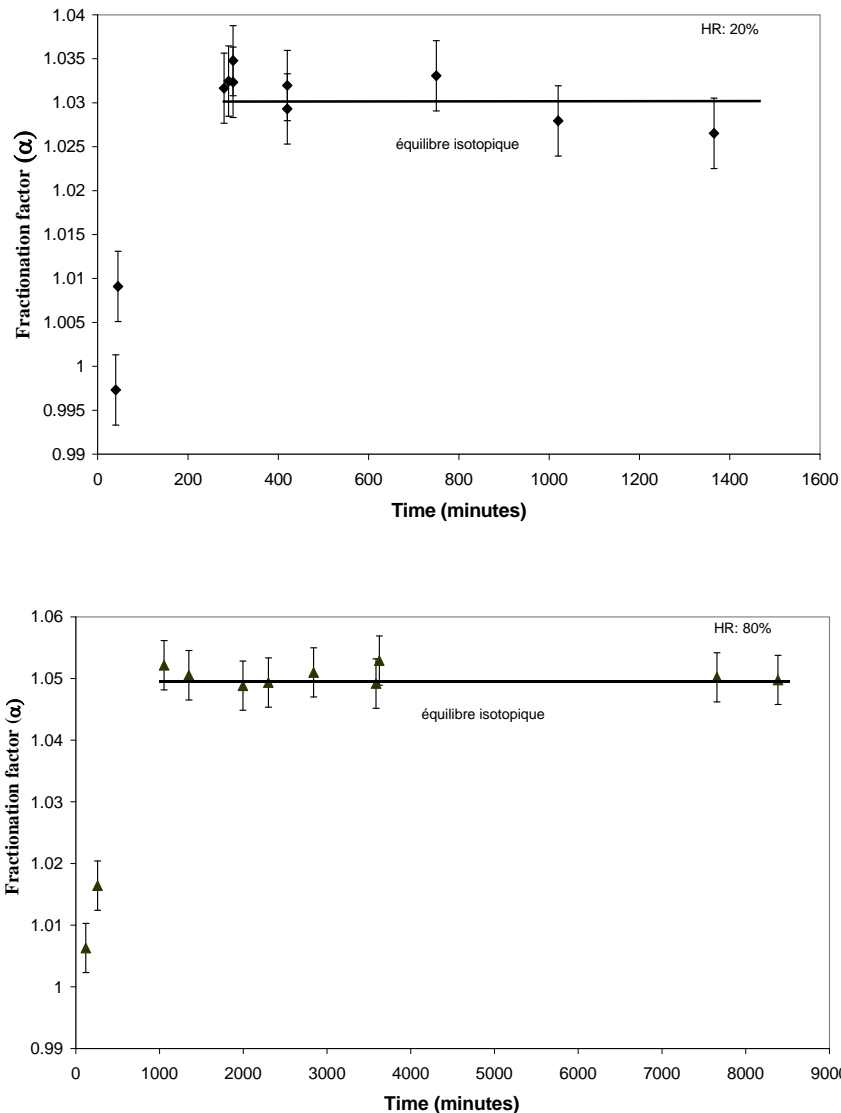 1.04
HR: 20%
1.035
1.03
équilibre isotopique
1.025
1.02
1.015
1.01
1.005
1
0.995
0.99
Fractionation factor (α)
0 200 400 600 800 1000 1200 1400 1600
Time (minutes)
1.06
HR: 80%
1.05
équilibre isotopique
1.04
1.03
1.02
1.01
1
0.99
Fractionation factor (α)
0 1000 2000 3000 4000 5000 6000 7000 8000 9000
Time (minutes)